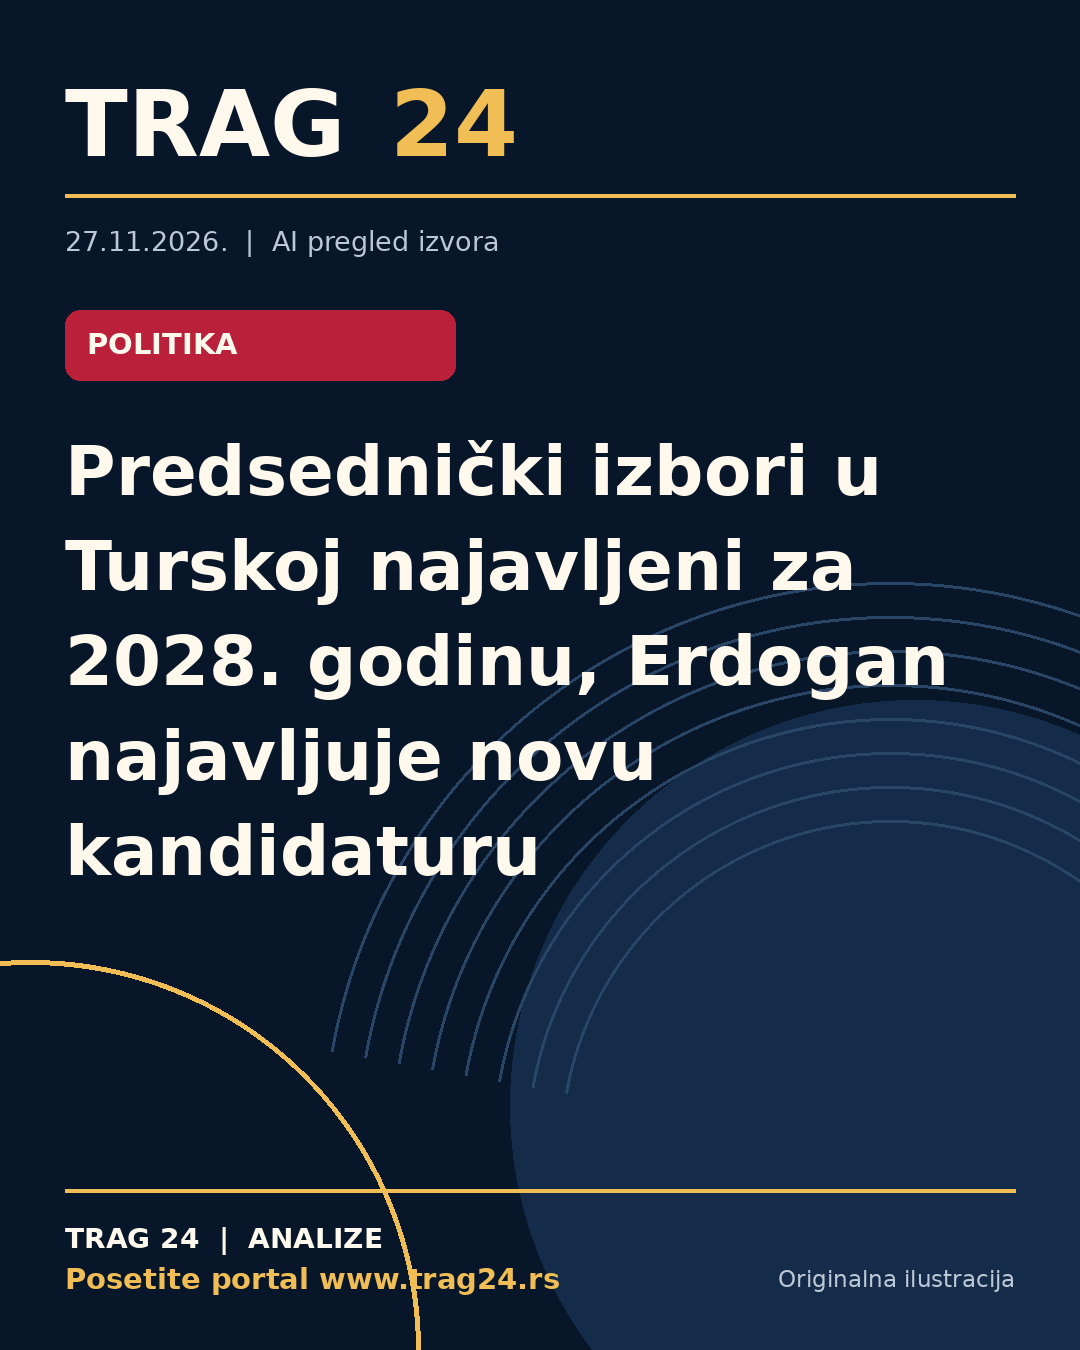 TRAG 24
27.11.2026. | AI pregled izvora
POLITIKA
Predsednički izbori u
Turskoj najavljeni za
2028. godinu, Erdogan
najavljuje novu
kandidaturu
TRAG 24 | ANALIZE
Posetite portal www.trag24.rs
Originalna ilustracija